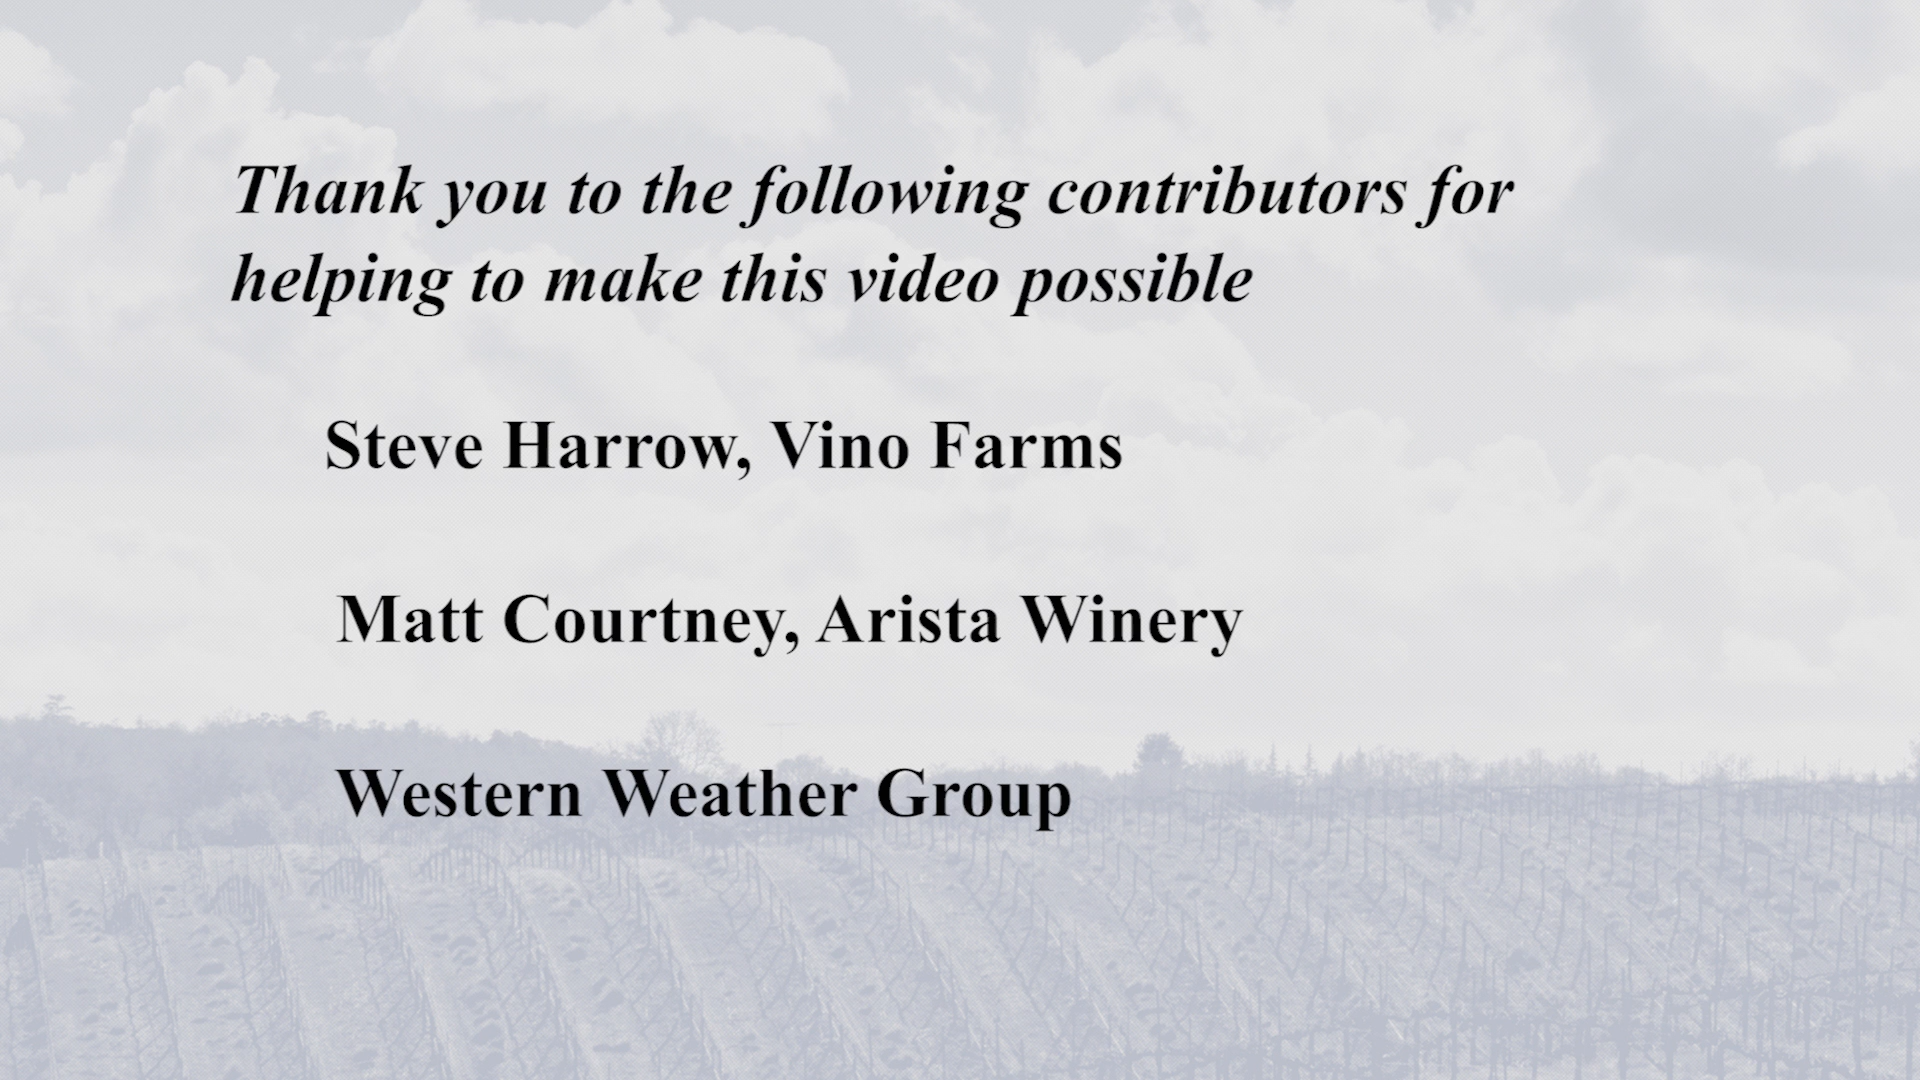 Thank you to the following contributors for
helping to make this video possible
Steve Harrow, Vino Farms
Matt Courtney, Arista Winery
Western Weather Group